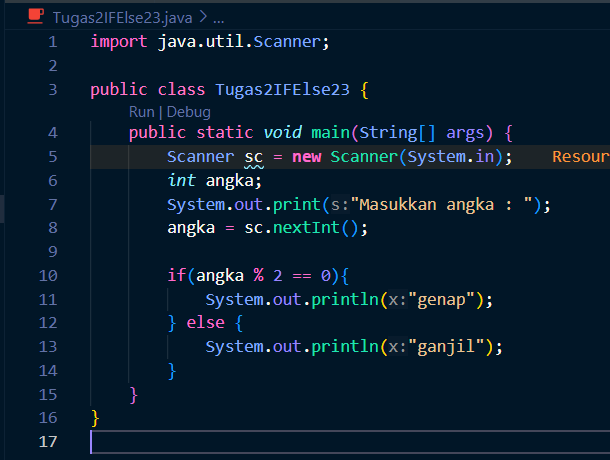 Tugas2IFElse23.java > ...
1 import java.util.Scanner;
2
3 public class Tugas2IFElse23 {
Run | Debug
4 public static void main(String[] args) {
5 Scanner sc = new Scanner(System.in); Resour
6 int angka;
7 System.out.print(s:"Masukkan angka : ");
8 angka = sc.nextInt();
9
10 if(angka % 2 == 0){
11 System.out.println(x:"genap");
12 } else {
13 System.out.println(x:"ganjil");
14 }
15 }
16 }
17